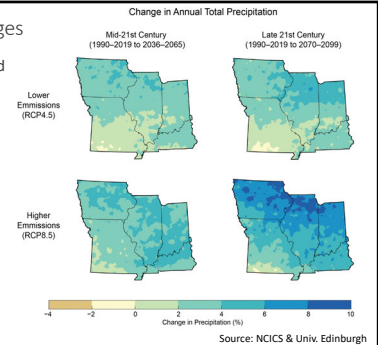 ges
d
Change in Annual Total Precipitation
Mid-21st Century
(1990–2019 to 2036–2065)
Late 21st Century
(1990–2019 to 2070–2099)
Lower
Emmissions
(RCP4.5)
Higher
Emmissions
(RCP8.5)
−4 −2 0 2 4 6 8 10
Change in Precipitation (%)
Source: NCICS & Univ. Edinburgh